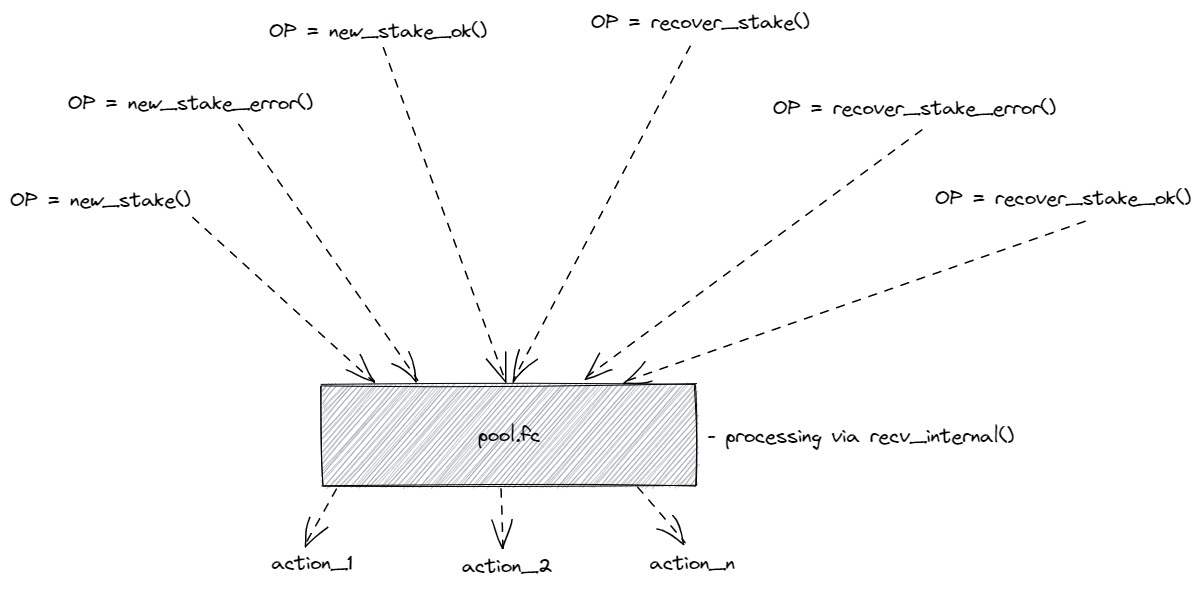 OP = new_stake_ok()
OP = recover_stake()
OP = new_stake_error()
OP = recover_stake_error()
OP = new_stake()
OP = recover_stake_ok()
pool.fc
- processing via recv_internal()
action_1
action_2
action_n